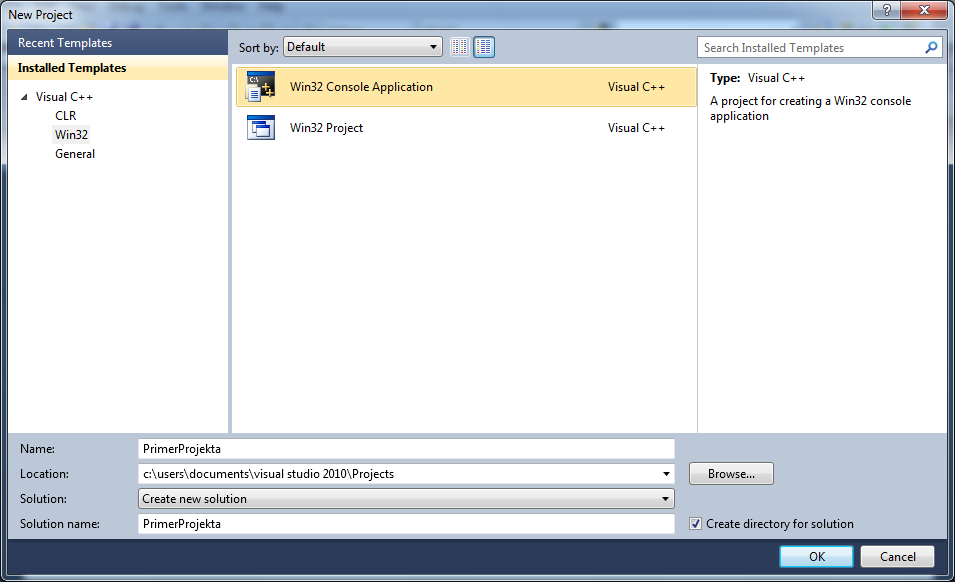 New Project
Recent Templates
Installed Templates
Visual C++
CLR
Win32
General
Sort by: Default
Search Installed Templates
Win32 Console Application Visual C++
Win32 Project Visual C++
Type: Visual C++
A project for creating a Win32 console
application
Name: PrimerProjekta
Location: c:\users\documents\visual studio 2010\Projects Browse...
Solution: Create new solution
Solution name: PrimerProjekta Create directory for solution
OK Cancel